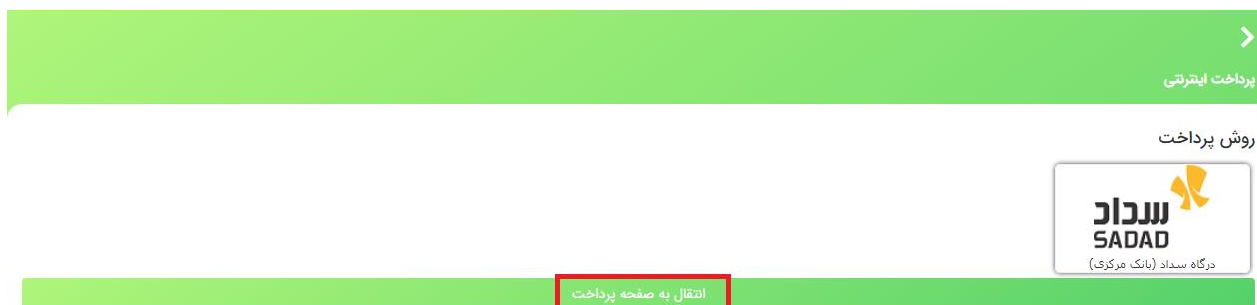 پرداخت اینترنتی
روش پرداخت
سداد
SADAD
درگاه سداد (بانک مرکزی)
انتقال به صفحه پرداخت